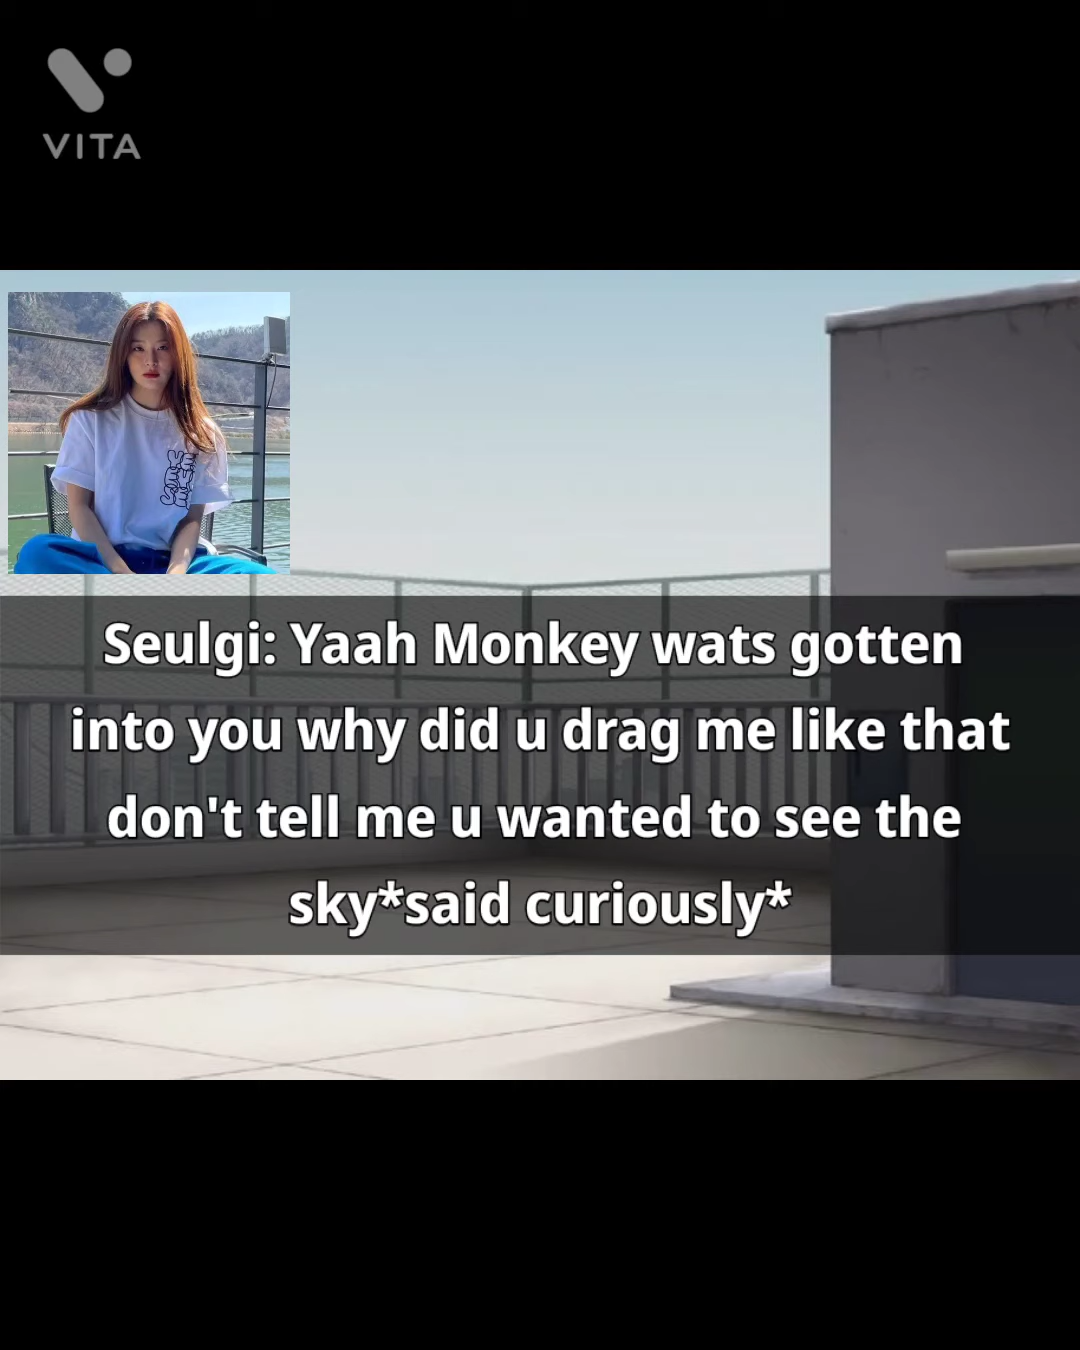 VITA
Seulgi: Yaah Monkey wats gotten
into you why did u drag me like that
don't tell me u wanted to see the
sky*said curiously*